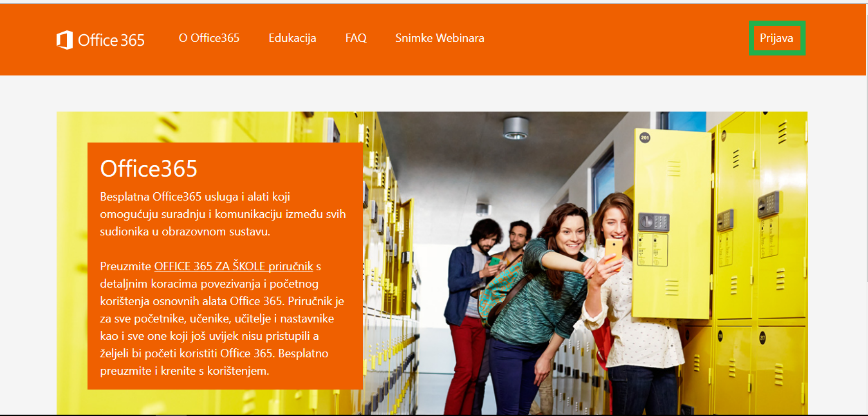 Office 365
O Office365
Edukacija
FAQ
Snimke Webinara
Prijava
Office365
Besplatna Office365 usluga i alati koji
omogućuju suradnju i komunikaciju između svih
sudionika u obrazovnom sustavu.
Preuzmite OFFICE 365 ZA ŠKOLE priručnik s
detaljnim koracima povezivanja i početnog
korištenja osnovnih alata Office 365. Priručnik je
za sve početnike, učenike, učitelje i nastavnike
kao i sve one koji još uvijek nisu pristupili a
željeli bi početi koristiti Office 365. Besplatno
preuzmite i krenite s korištenjem.